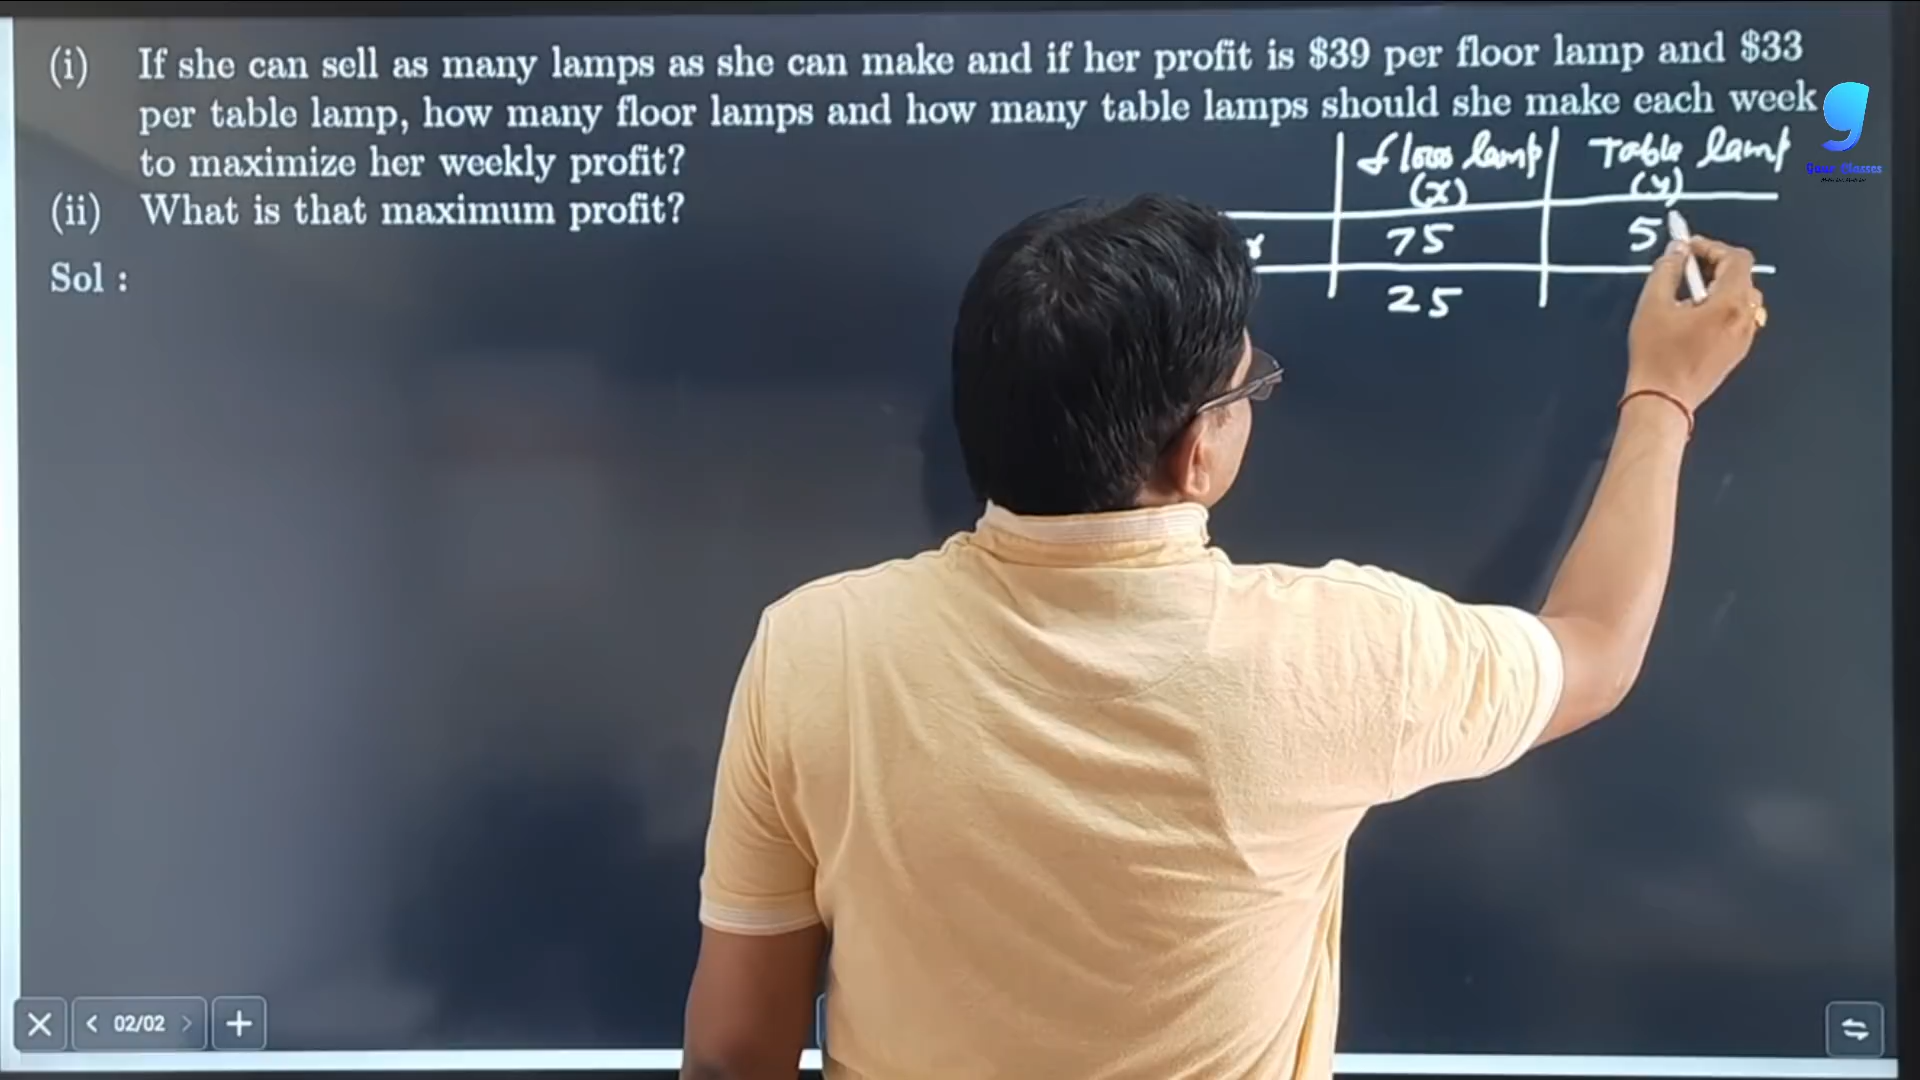 (i) If she can sell as many lamps as she can make and if her profit is $39 per floor lamp and $33
per table lamp, how many floor lamps and how many table lamps should she make each week
to maximize her weekly profit?
(ii) What is that maximum profit?
Sol :
floor lamp Table lamp
(x) (y)
75 5
25
Gaur Classes
02/02